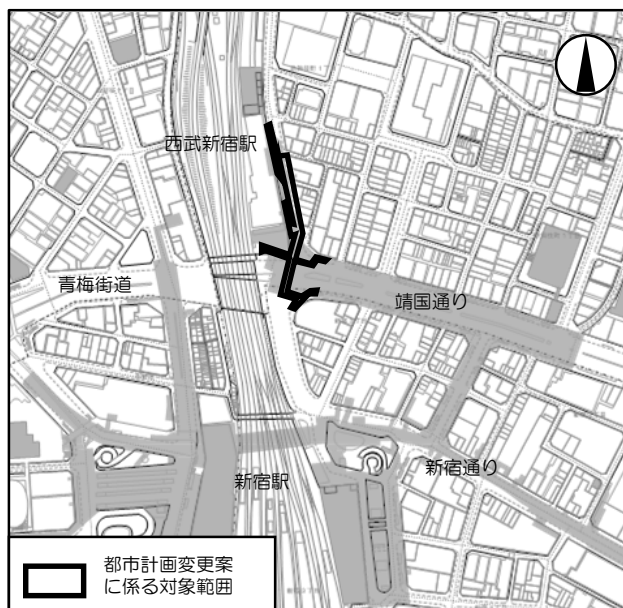 西武新宿駅
青梅街道
靖国通り
新宿通り
新宿駅
都市計画変更案
に係る対象範囲